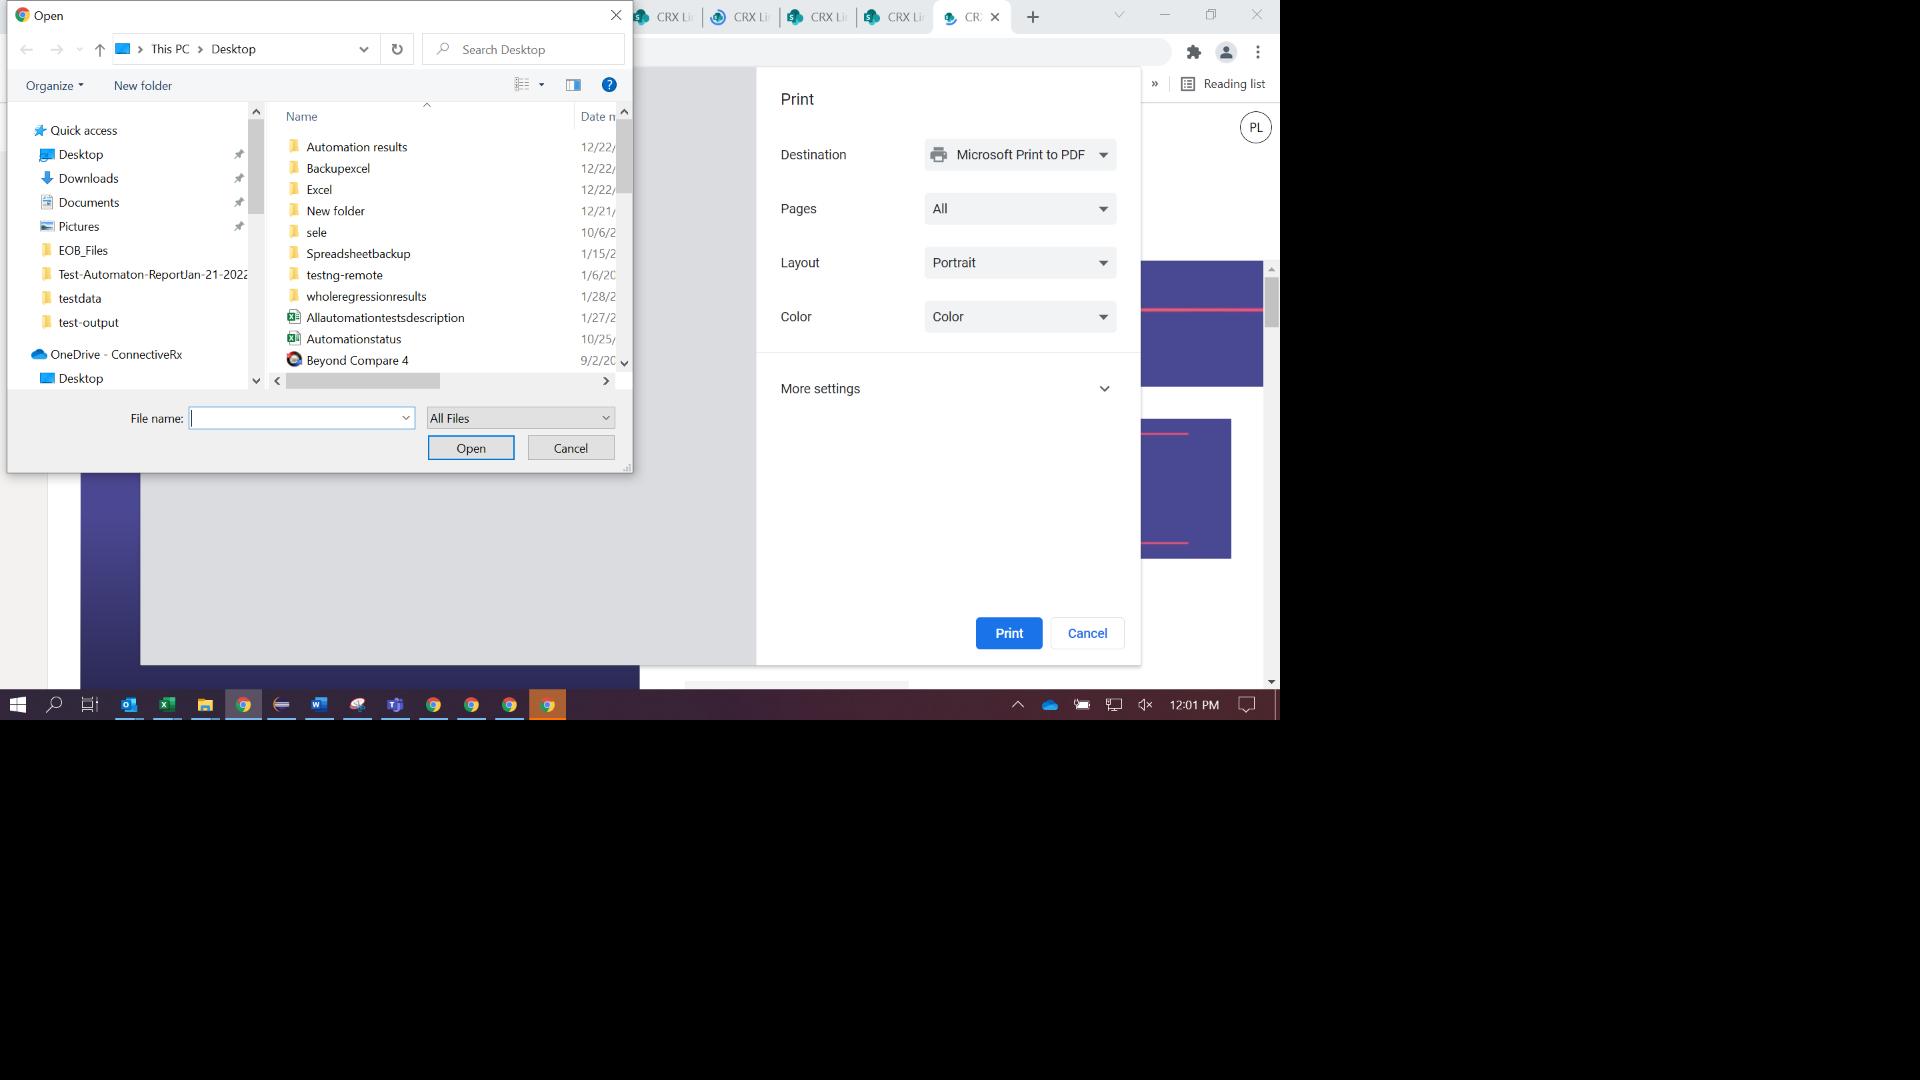 Open
CRX Li
CRX Li
CRX Li
CRX Li
CR
This PC
Desktop
Search Desktop
Organize
New folder
?
»
Reading list
PL
Name
Date m
Quick access
Desktop
Downloads
Documents
Pictures
EOB_Files
Test-Automaton-ReportJan-21-2022
testdata
test-output
OneDrive - ConnectiveRx
Desktop
Automation results 12/22/
Backupexcel 12/22/
Excel 12/22/
New folder 12/21/
sele 10/6/2
Spreadsheetbackup 1/15/2
testng-remote 1/6/20
wholeregressionresults 1/28/2
Allautomationtestsdescription 1/27/2
Automationstatus 10/25/
Beyond Compare 4 9/2/20
File name:
All Files
Open
Cancel
Print
Destination Microsoft Print to PDF
Pages All
Layout Portrait
Color Color
More settings
Print Cancel
12:01 PM